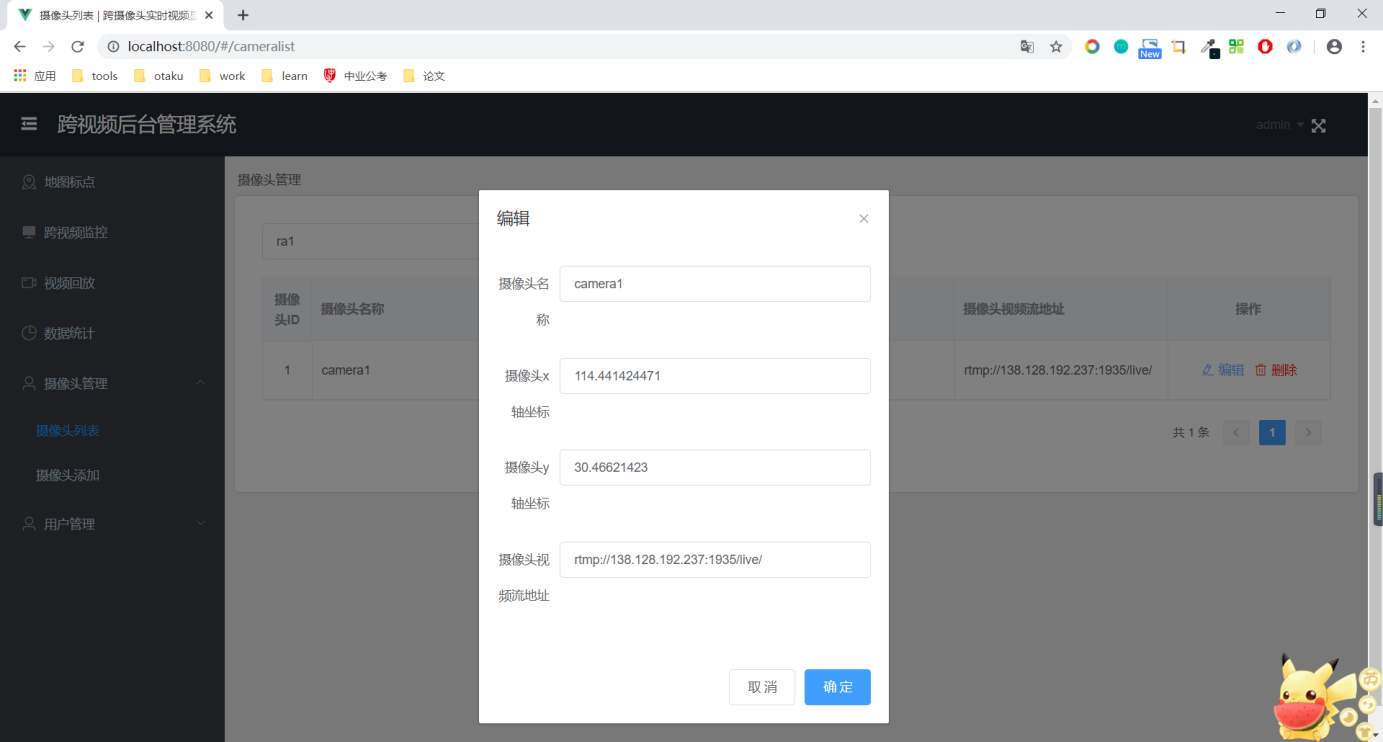 摄像头列表 | 跨摄像头实时视频
localhost:8080/#/cameralist
New
应用
tools
otaku
work
learn
中业公考
论文
跨视频后台管理系统
admin
地图标点
跨视频监控
视频回放
数据统计
摄像头管理
摄像头列表
摄像头添加
用户管理
摄像头管理
ra1
摄像
头ID
摄像头名称
摄像头视频流地址
操作
1
camera1
rtmp://138.128.192.237:1935/live/
编辑
删除
共 1 条
1
编辑
摄像头名
称
camera1
摄像头x
轴坐标
114.441424471
摄像头y
轴坐标
30.46621423
摄像头视
频流地址
rtmp://138.128.192.237:1935/live/
取 消
确 定
英